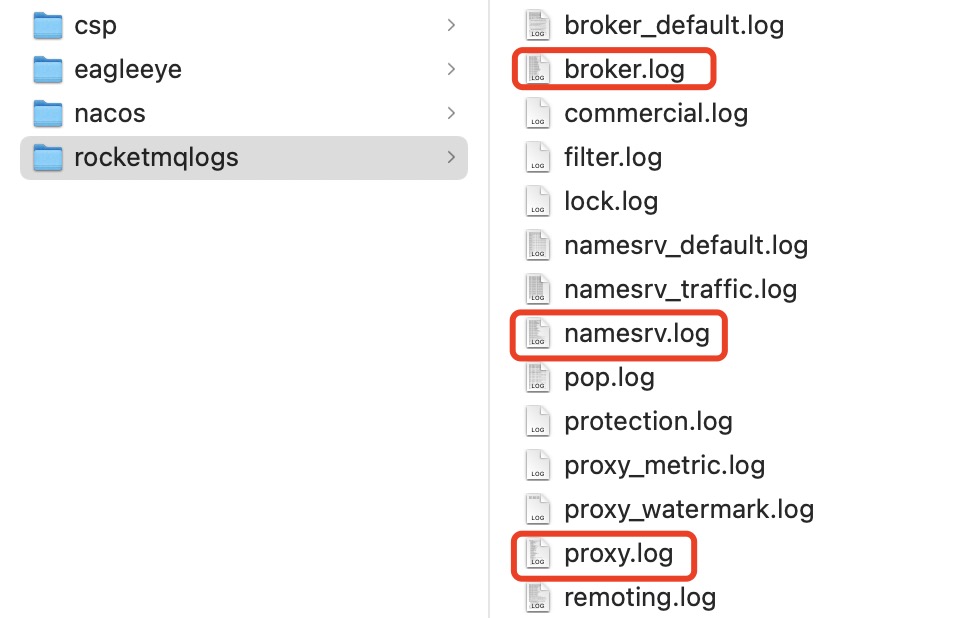 csp
eagleeye
nacos
rocketmqlogs
broker_default.log
broker.log
commercial.log
filter.log
lock.log
namesrv_default.log
namesrv_traffic.log
namesrv.log
pop.log
protection.log
proxy_metric.log
proxy_watermark.log
proxy.log
remoting.log
LOG
LOG
LOG
LOG
LOG
LOG
LOG
LOG
LOG
LOG
LOG
LOG
LOG
LOG